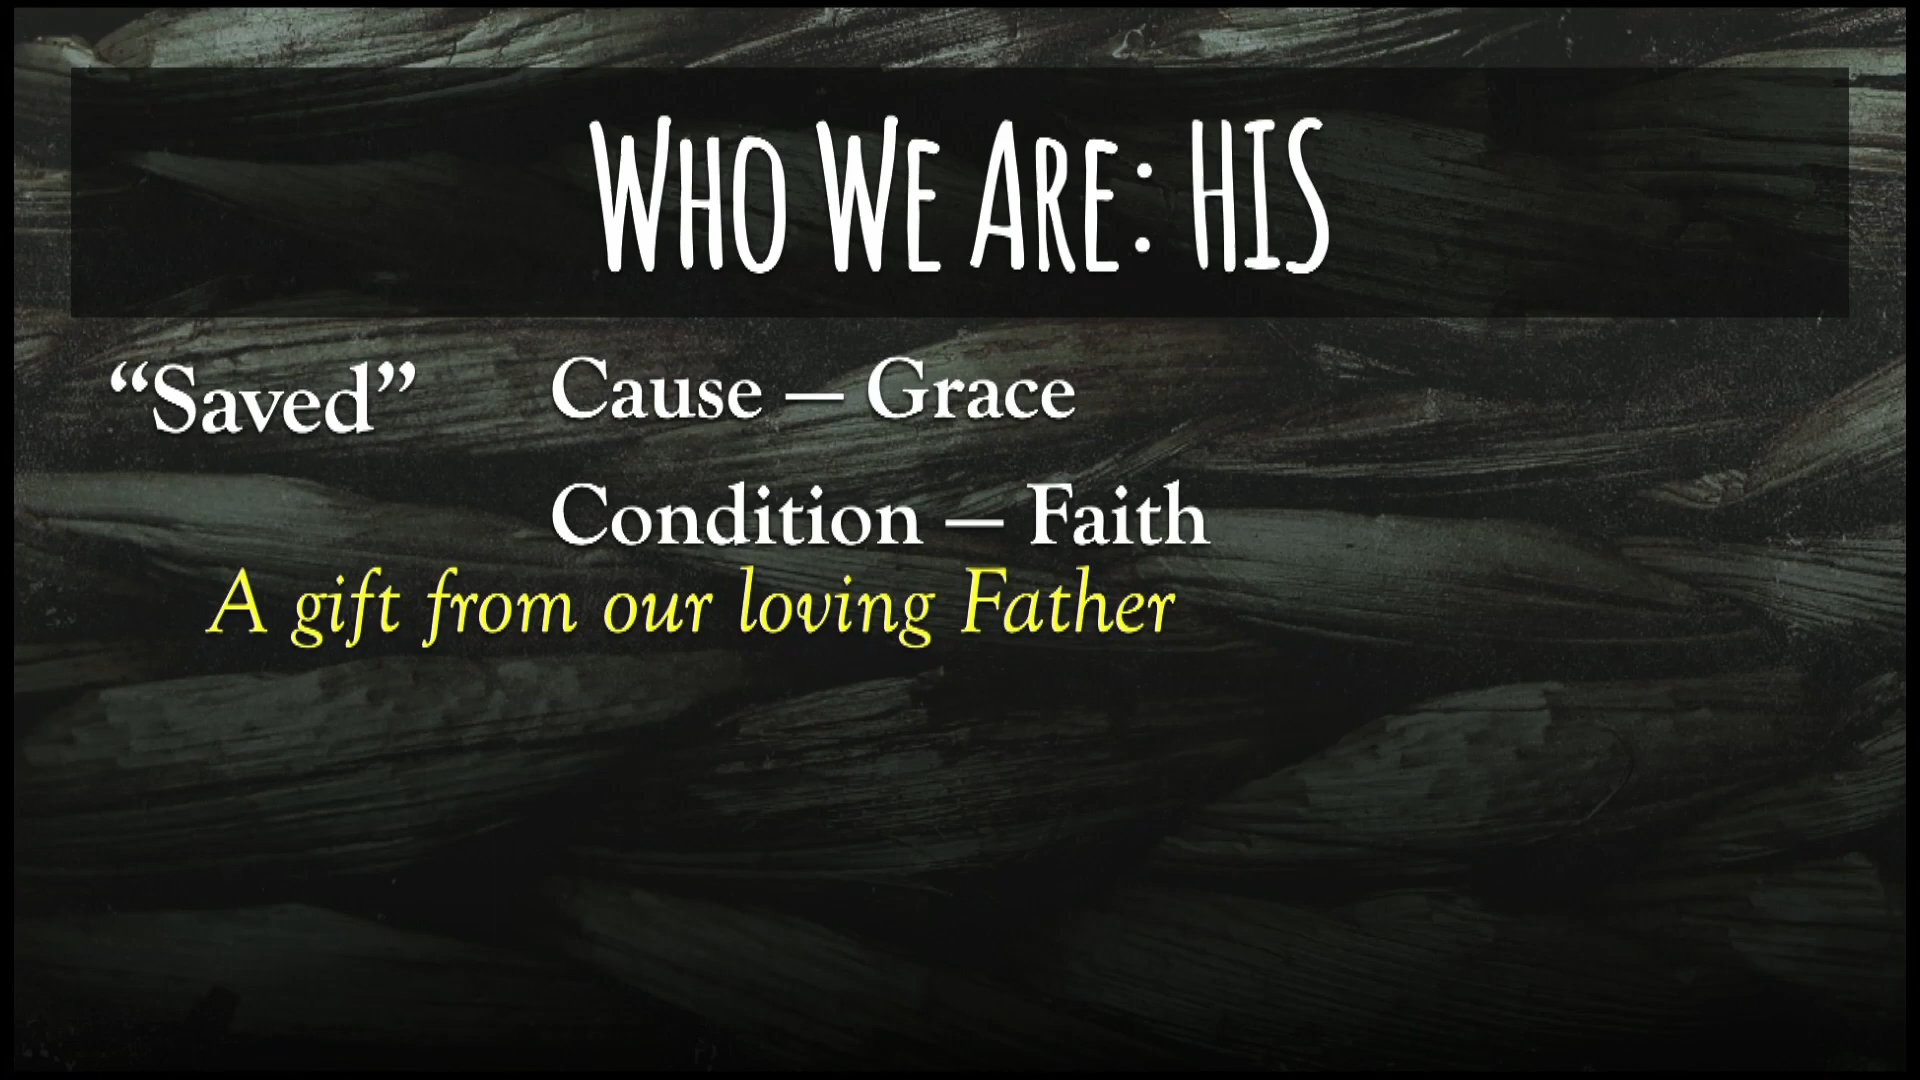 Who We Are: HIS
“Saved” Cause – Grace
Condition – Faith
A gift from our loving Father